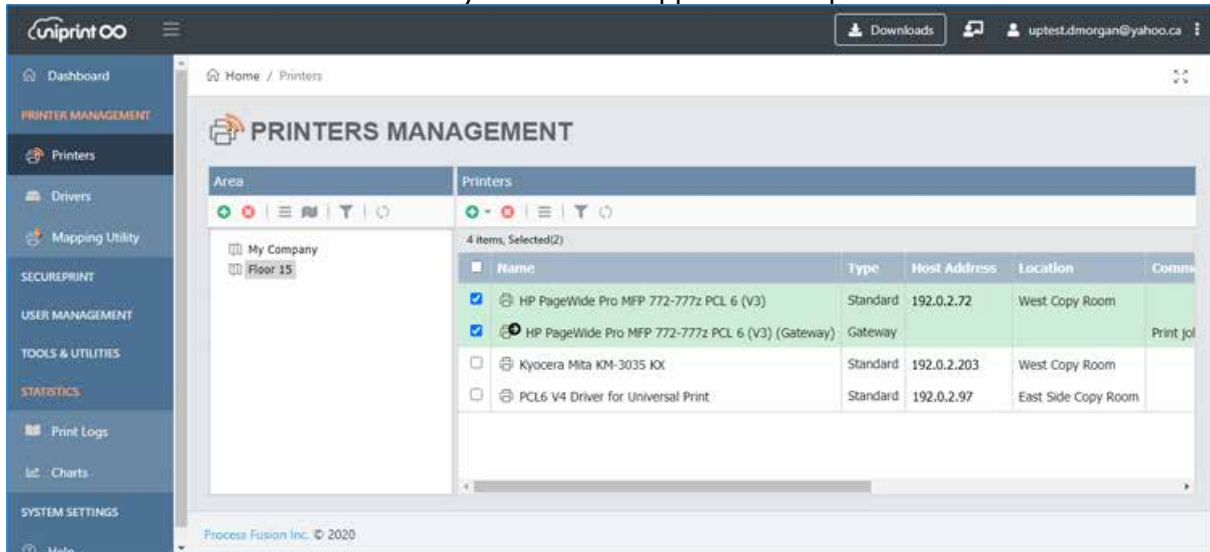 uniprint
Downloads
uptest.dmorgan@yahoo.ca
Dashboard
Home / Printers
PRINTER MANAGEMENT
PRINTERS MANAGEMENT
Printers
Drivers
Mapping Utility
SECUREPRINT
USER MANAGEMENT
TOOLS & UTILITIES
STATISTICS
Print Logs
Charts
SYSTEM SETTINGS
Help
Area
My Company
Floor 15
Printers
4 items, Selected(2)
Name Type Host Address Location
HP PageWide Pro MFP 772-777z PCL 6 (V3) Standard 192.0.2.72 West Copy Room
HP PageWide Pro MFP 772-777z PCL 6 (V3) (Gateway) Gateway Print
Kyocera Mita KM-3035 KX Standard 192.0.2.203 West Copy Room
PCL6 V4 Driver for Universal Print Standard 192.0.2.97 East Side Copy Room
Process Fusion Inc. © 2020